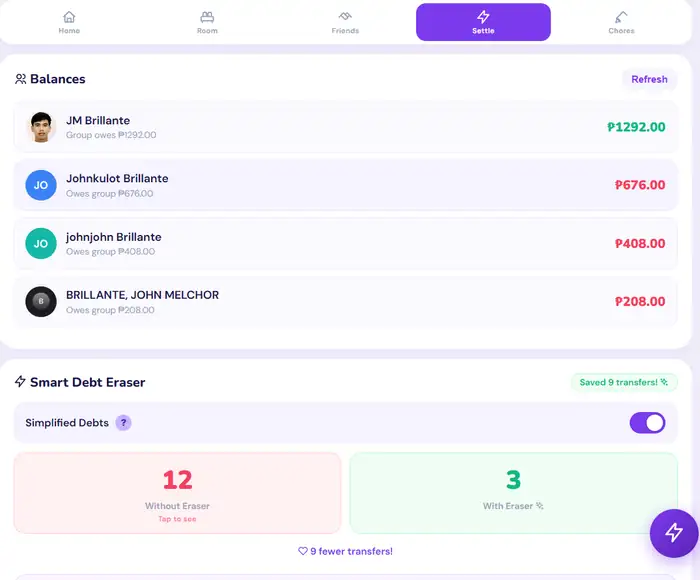 Home
Room
Friends
Settle
Chores
Balances
Refresh
JM Brillante
Group owes ₱1292.00
₱1292.00
JO
Johnkulot Brillante
Owes group ₱676.00
₱676.00
JO
johnjohn Brillante
Owes group ₱408.00
₱408.00
B
BRILLANTE, JOHN MELCHOR
Owes group ₱208.00
₱208.00
Smart Debt Eraser
Saved 9 transfers!
Simplified Debts ?
12
Without Eraser
Tap to see
3
With Eraser
9 fewer transfers!